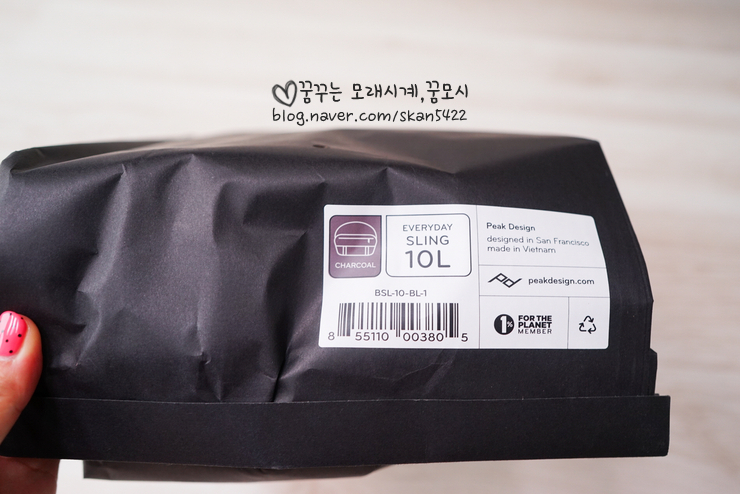 꿈꾸는 모래시계,꿈모시
blog.naver.com/skan5422
CHARCOAL
EVERYDAY
SLING
10L
BSL-10-BL-1
8 55110 00380 5
Peak Design
designed in San Francisco
made in Vietnam
peakdesign.com
1%
FOR THE
PLANET
MEMBER